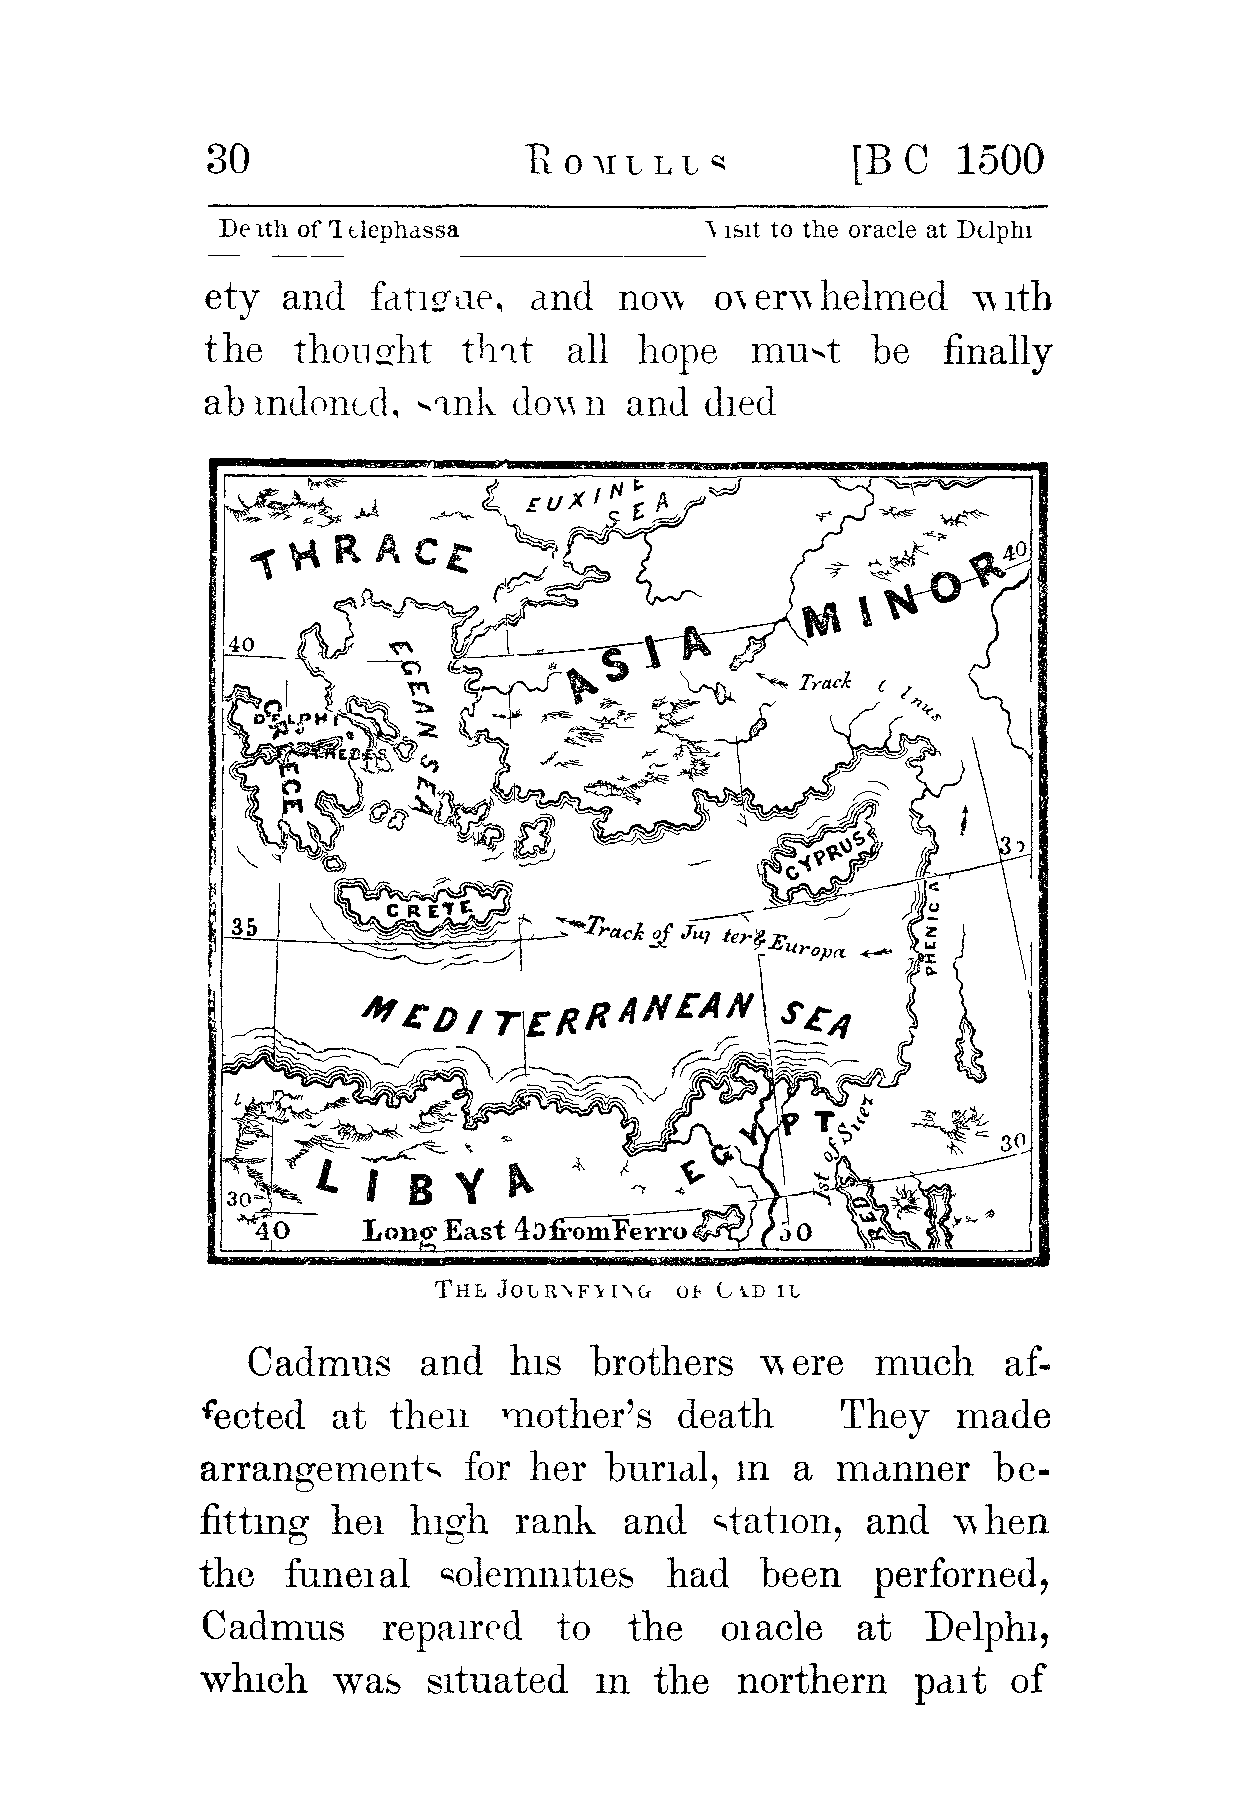 30 Romulus [B C 1500
Death of Telephassa Visit to the oracle at Delphi
ety and fatigue, and now overwhelmed with
the thought that all hope must be finally
abandoned, sank down and died
EUXINE
SEA
THRACE
40
ASIA MINOR
40
EGEAN SEA
Track
DELPHI
GREECE
THEBES
CYPRUS
CRETE
35
Track of Jupiter & Europa
PHENICIA
MEDITERRANEAN SEA
EGYPT
Ist of Suez
30
LIBYA
30
RED
40 Long East 45 from Ferro 50
The Journeying of Cadmus
Cadmus and his brothers were much af-
fected at their mother's death They made
arrangements for her burial, in a manner be-
fitting her high rank and station, and when
the funeral solemnities had been performed,
Cadmus repaired to the oracle at Delphi,
which was situated in the northern part of